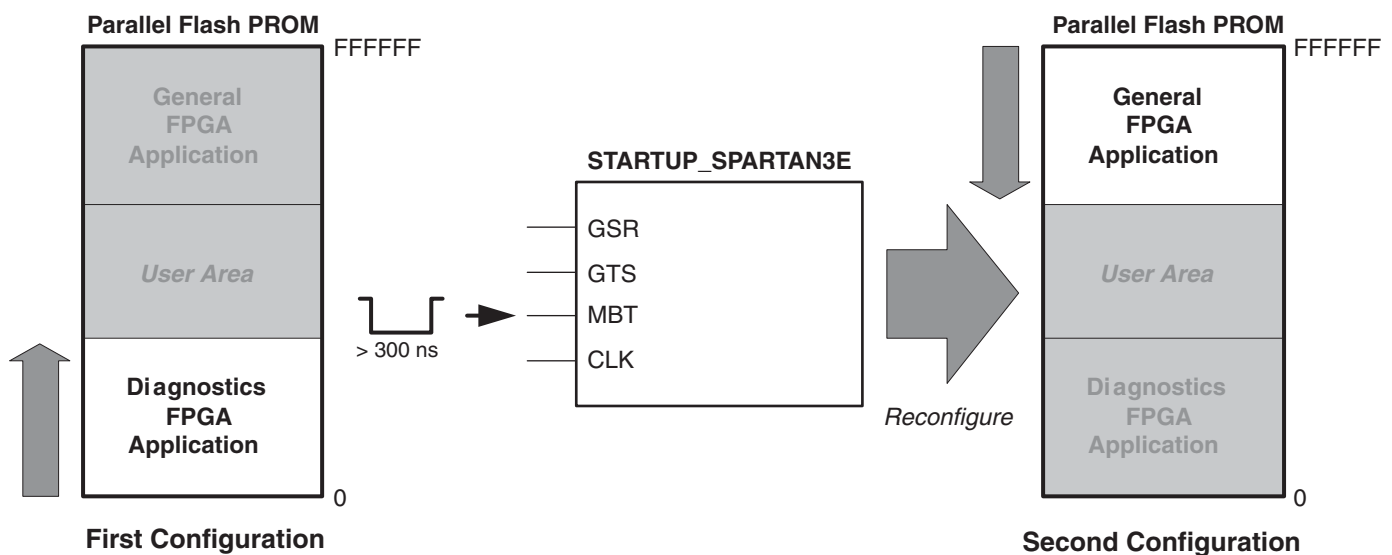 Parallel Flash PROM
FFFFFF
General
FPGA
Application
User Area
Diagnostics
FPGA
Application
0
First Configuration
> 300 ns
STARTUP_SPARTAN3E
GSR
GTS
MBT
CLK
Reconfigure
Parallel Flash PROM
FFFFFF
General
FPGA
Application
User Area
Diagnostics
FPGA
Application
0
Second Configuration